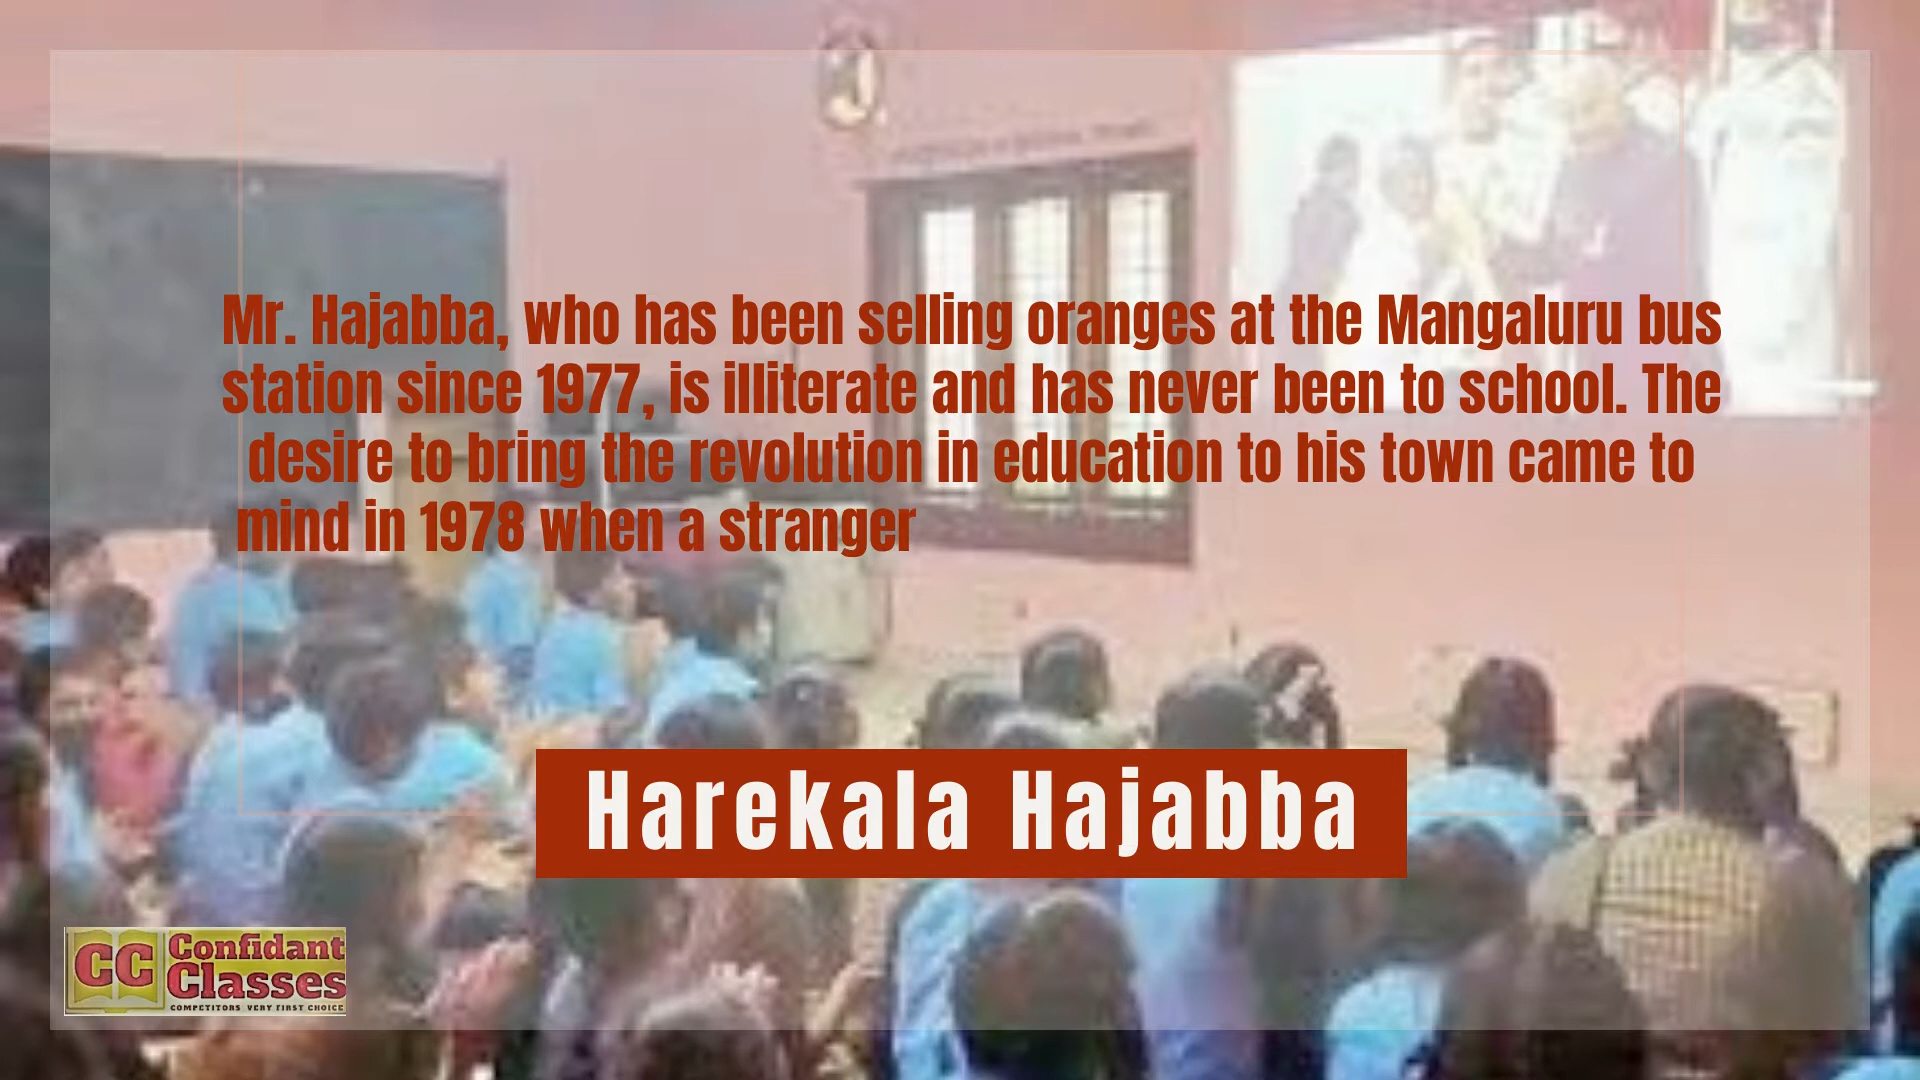 Mr. Hajabba, who has been selling oranges at the Mangaluru bus
station since 1977, is illiterate and has never been to school. The
desire to bring the revolution in education to his town came to
mind in 1978 when a stranger
Harekala Hajabba
CC Confidant
Classes
COMPETITORS VERY FIRST CHOICE